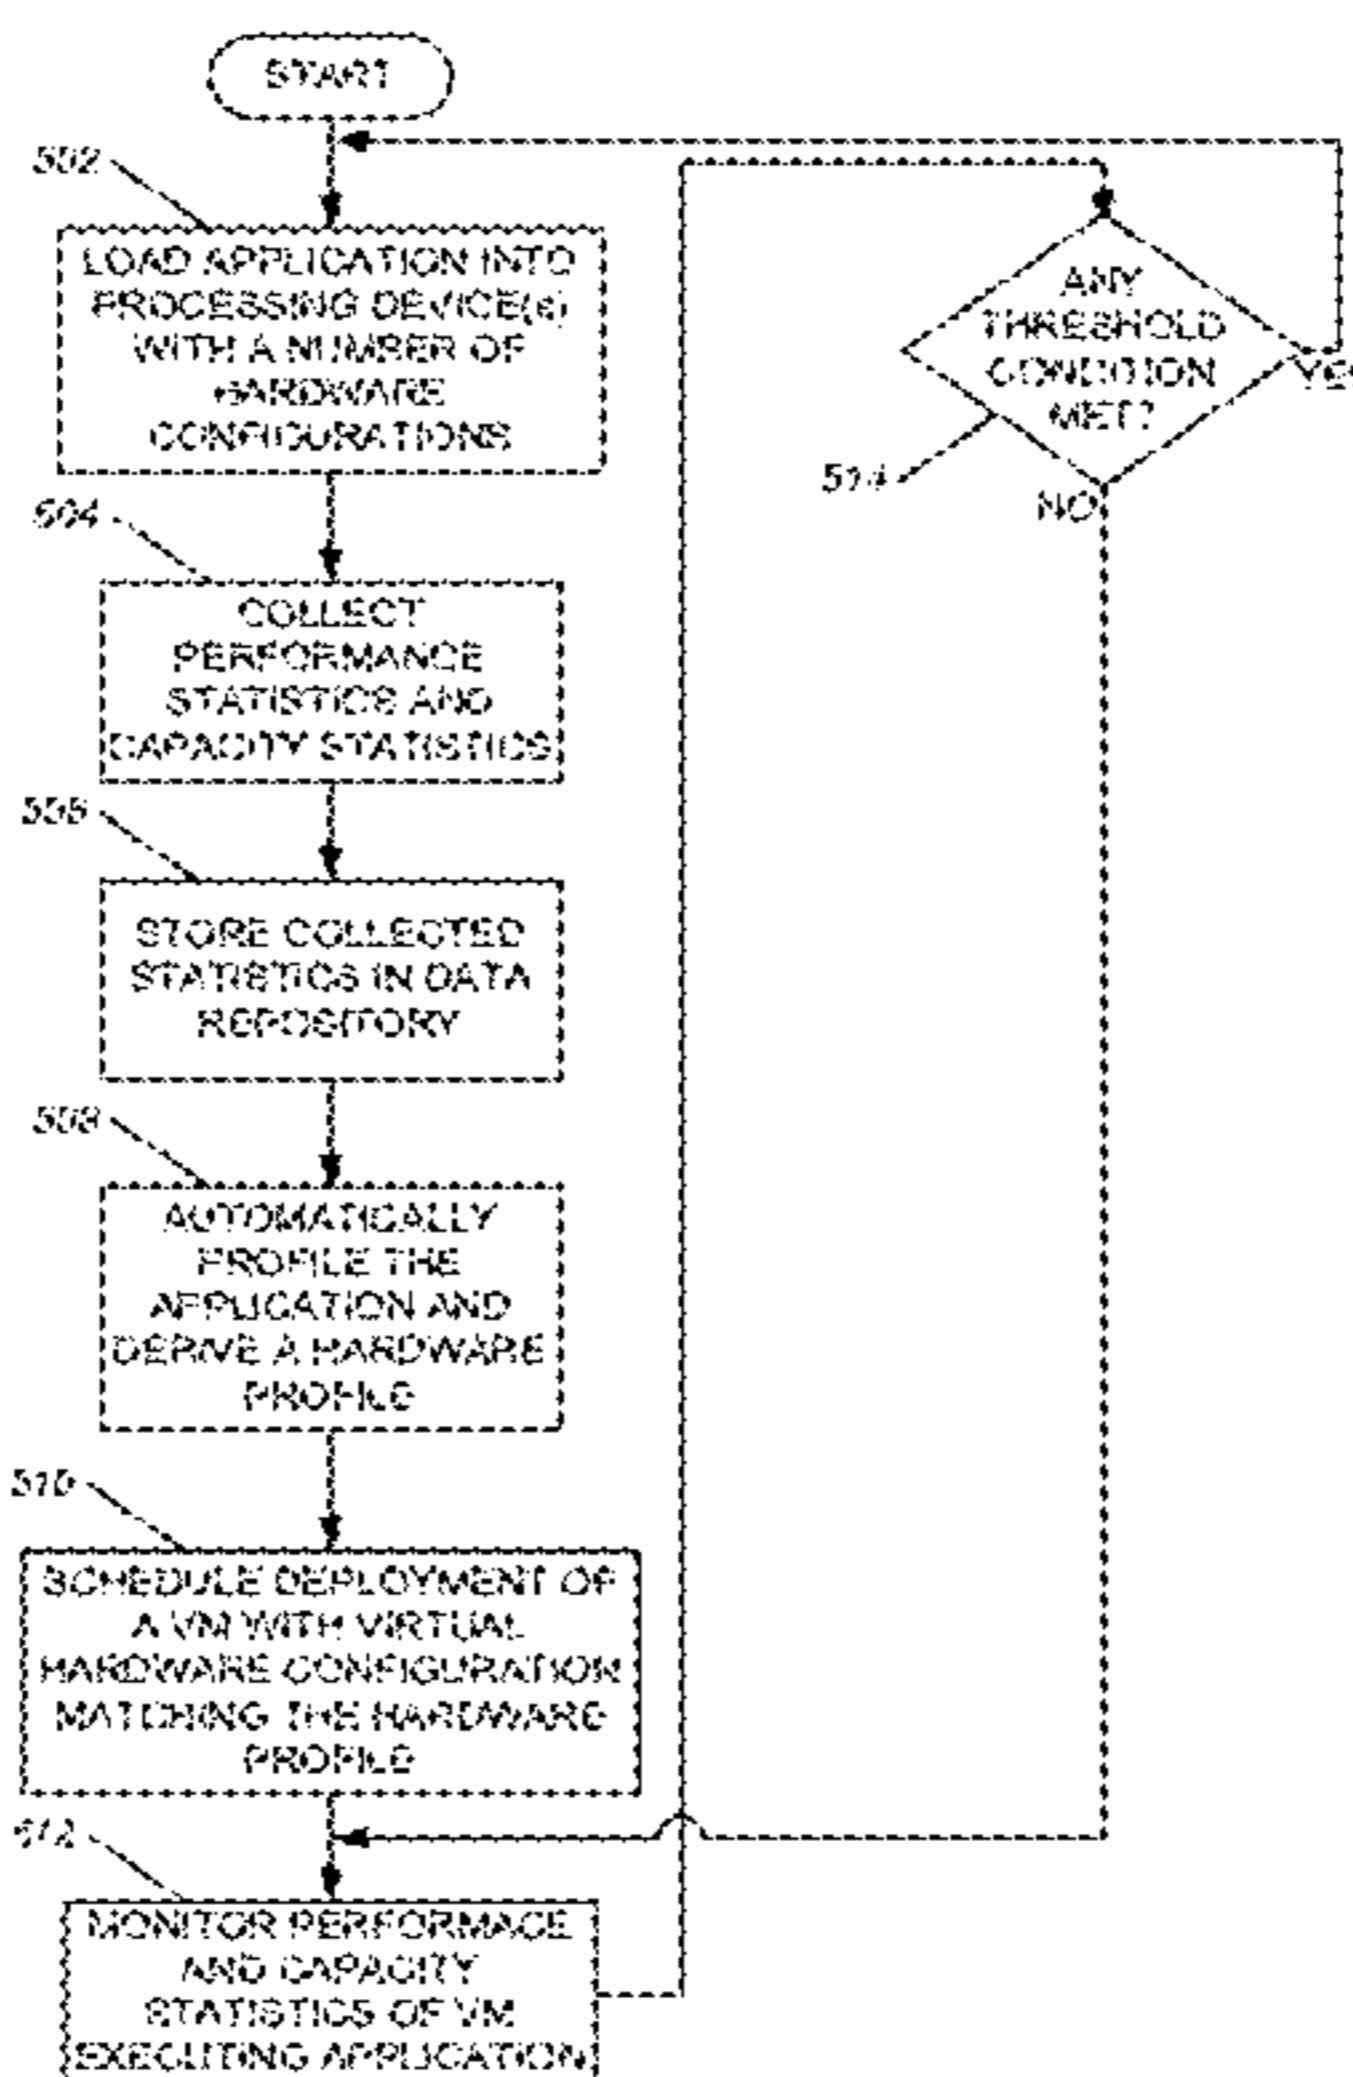 START
502
LOAD APPLICATION INTO
PROCESSING DEVICE(s)
WITH A NUMBER OF
HARDWARE
CONFIGURATIONS
504
COLLECT
PERFORMANCE
STATISTICS AND
CAPACITY STATISTICS
506
STORE COLLECTED
STATISTICS IN DATA
REPOSITORY
508
AUTOMATICALLY
PROFILE THE
APPLICATION AND
DERIVE A HARDWARE
PROFILE
510
SCHEDULE DEPLOYMENT OF
A VM WITH VIRTUAL
HARDWARE CONFIGURATION
MATCHING THE HARDWARE
PROFILE
512
MONITOR PERFORMACE
AND CAPACITY
STATISTICS OF VM
EXECUTING APPLICATION
ANY
THRESHOLD
CONDITION
MET?
YES
514
NO